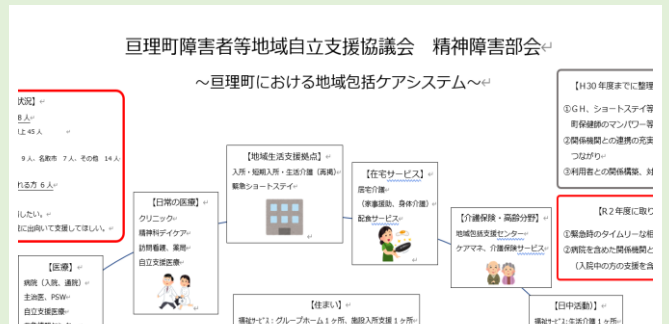 亘理町障害者等地域自立支援協議会 精神障害部会
~亘理町における地域包括ケアシステム~
状況】
8人
以上 45人
9人、名取市 7人、その他 14人
れる方 6人
したい。
に出向いて支援してほしい。
【H30年度までに整理
①GH、ショートステイ等
町保健師のマンパワー等
②関係機関との連携の充実
つながり
③利用者との関係構築、対
【地域生活支援拠点】
入所・短期入所・生活介護(再掲)
緊急ショートステイ
【在宅サービス】
居宅介護
(家事援助、身体介護)
配食サービス
【日常の医療】
クリニック
精神科デイケア
訪問看護、薬局
自立支援医療
【介護保険・高齢分野】
地域包括支援センター
ケアマネ、介護保険サービス
【R2年度に取り
①緊急時のタイムリーな相
②病院を含めた関係機関と
(入院中の方の支援を含
【医療】
病院(入院、通院)
主治医、PSW
自立支援医療
【住まい】
福祉サービス:グループホーム1ヶ所、施設入所支援1ヶ所
【日中活動】】
福祉サービス:生活介護1ヶ所